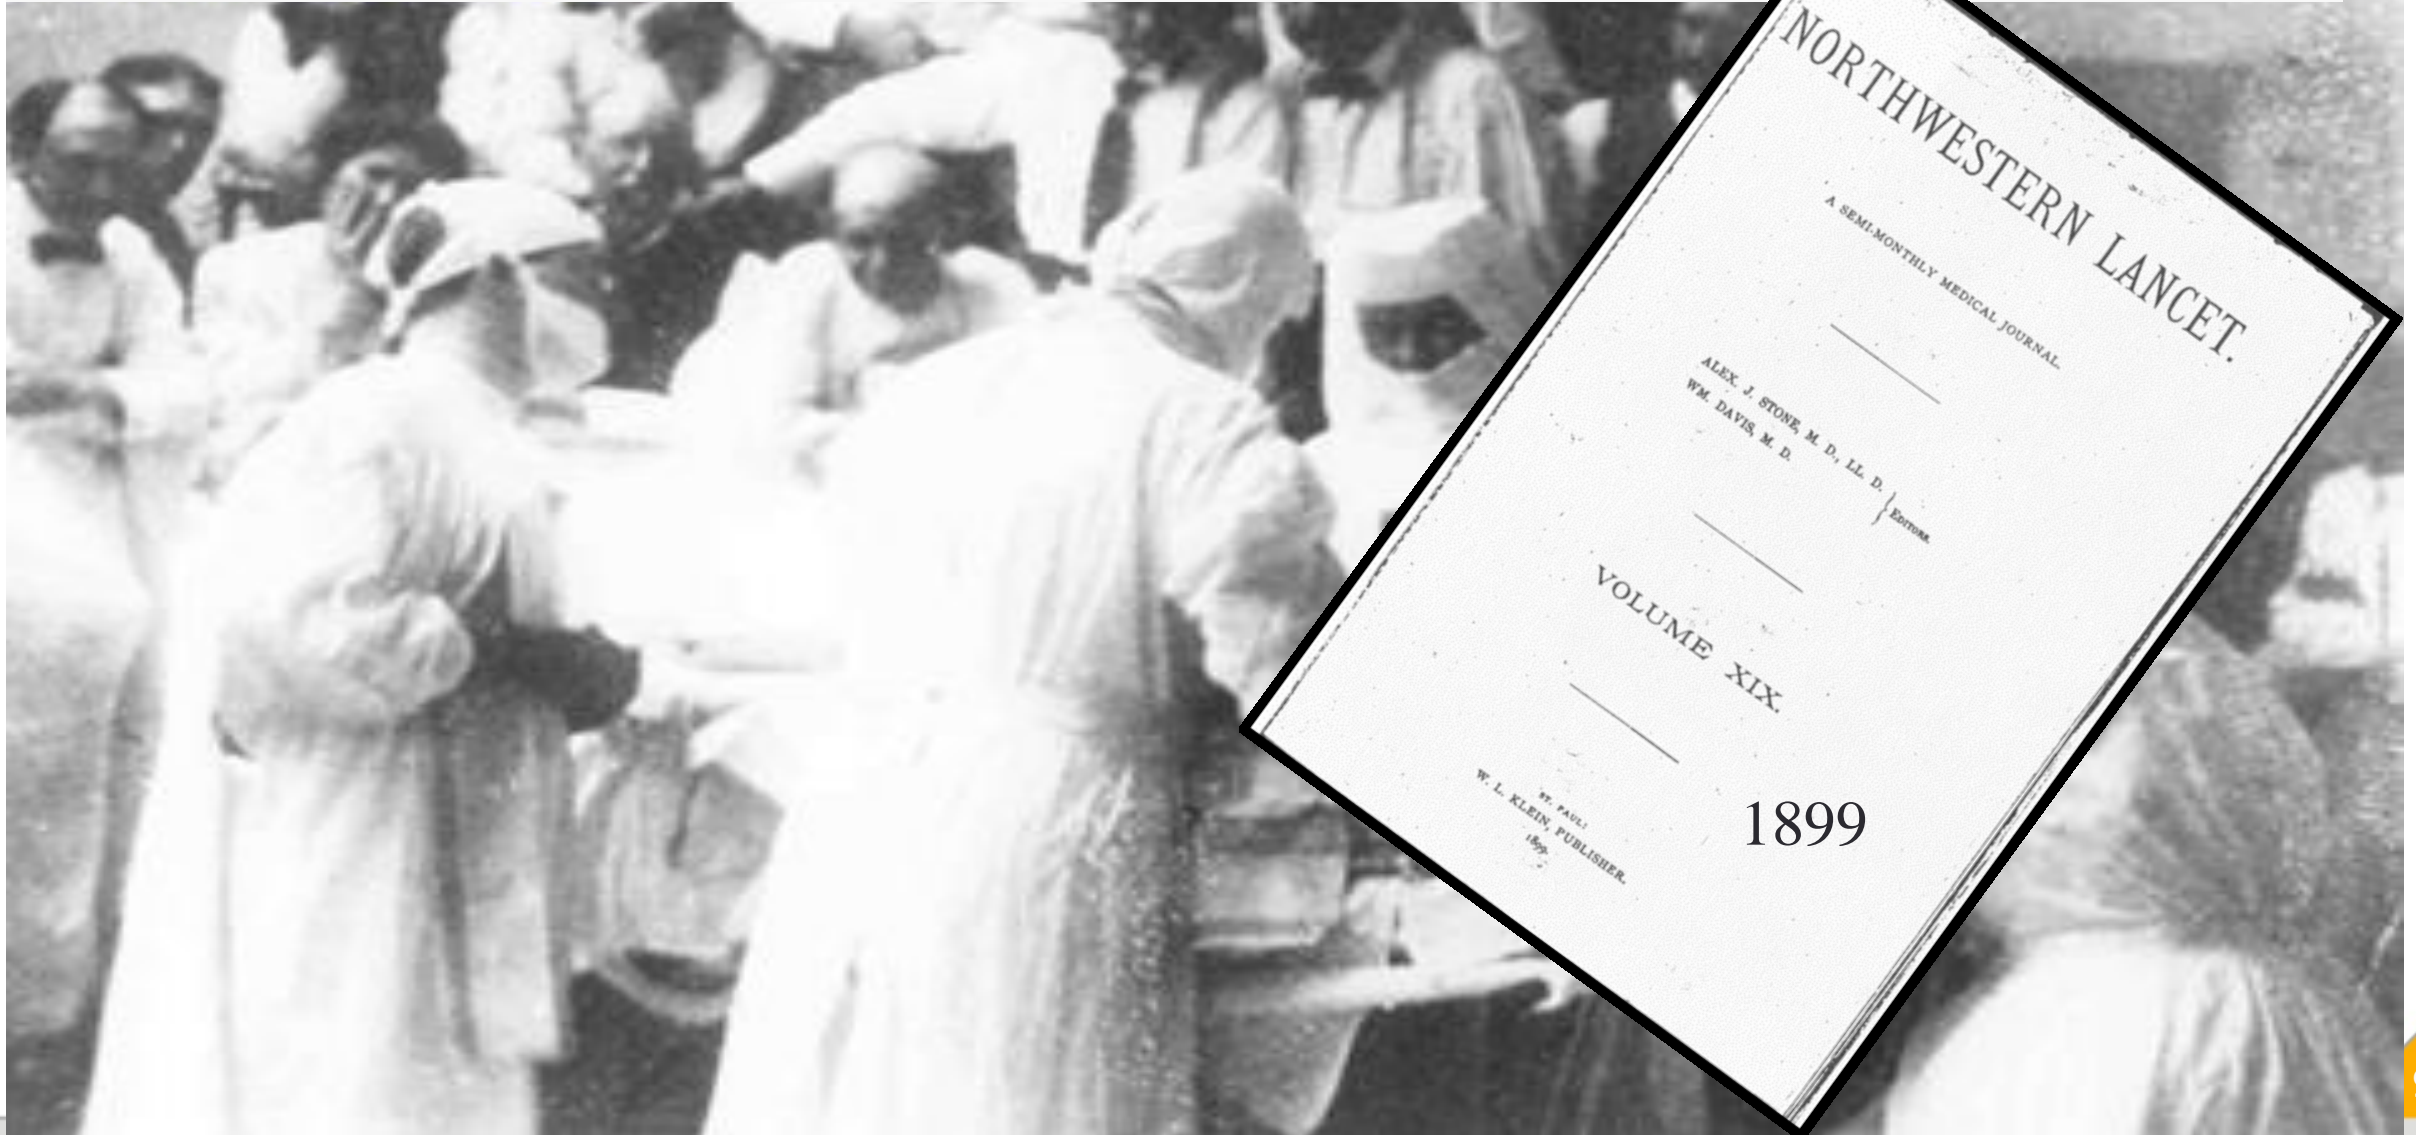 NORTHWESTERN LANCET.
A SEMI-MONTHLY MEDICAL JOURNAL.
ALEX. J. STONE, M. D., LL. D.
WM. DAVIS, M. D.
} EDITORS.
VOLUME XIX.
ST. PAUL:
W. L. KLEIN, PUBLISHER.
1899.
1899